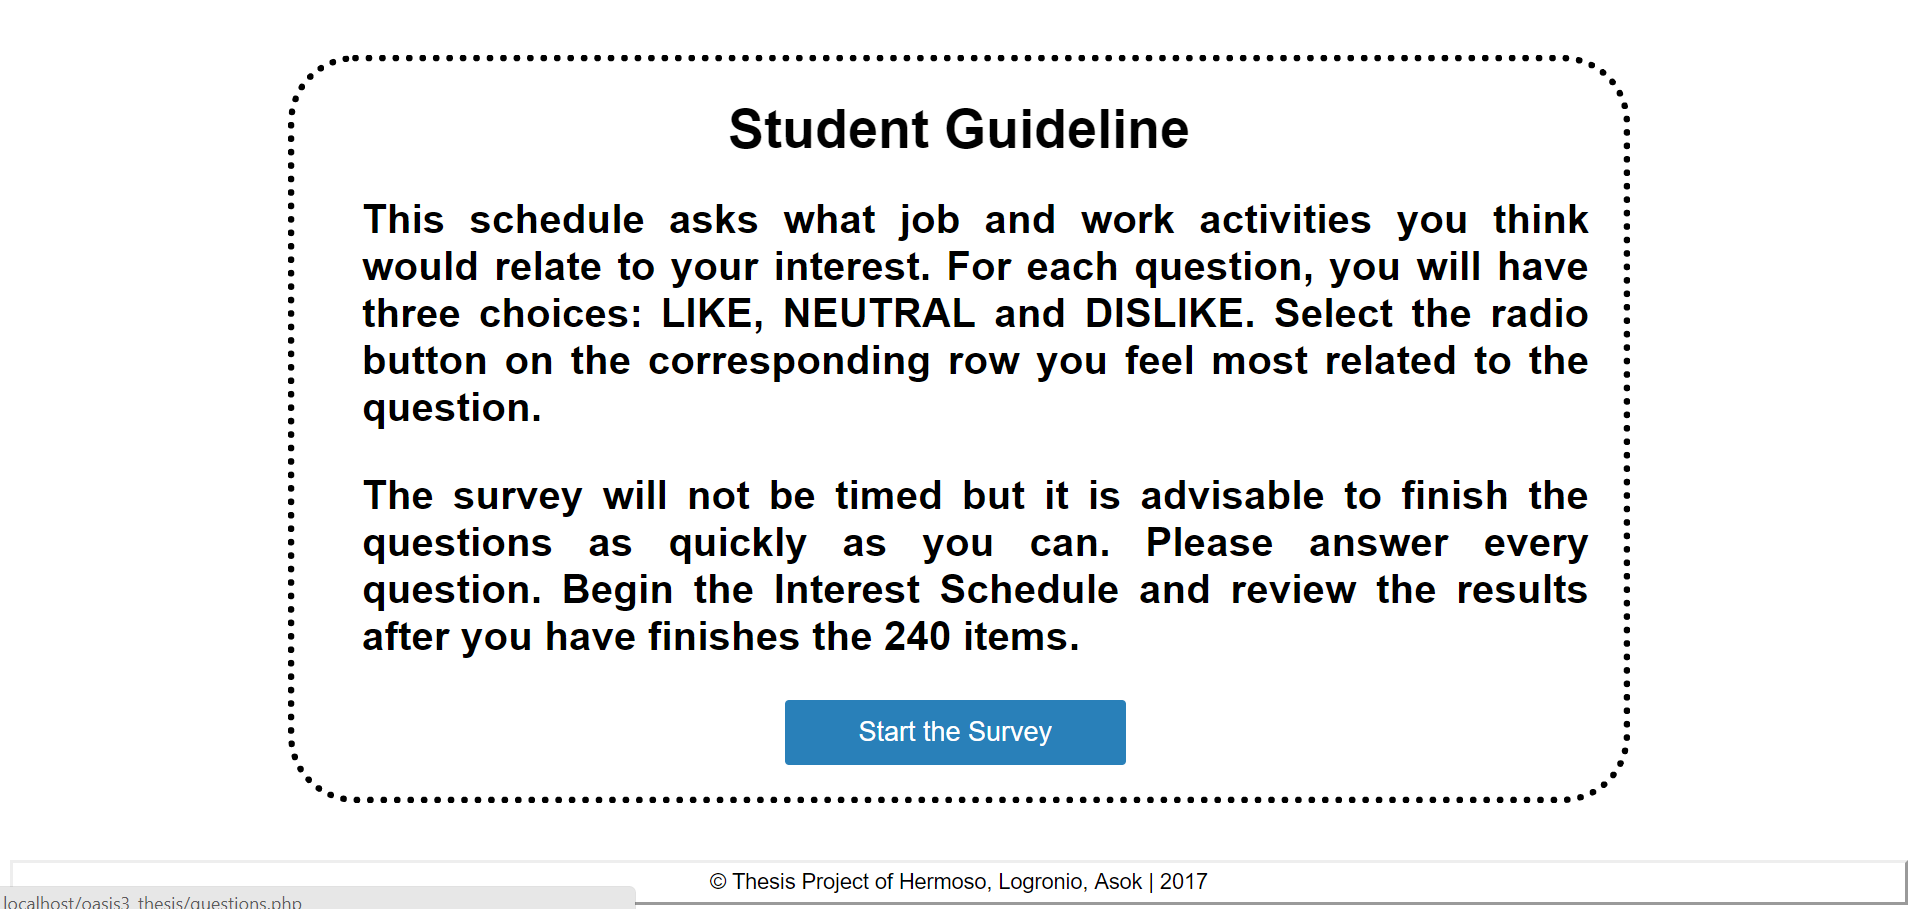 Student Guideline
This schedule asks what job and work activities you think
would relate to your interest. For each question, you will have
three choices: LIKE, NEUTRAL and DISLIKE. Select the radio
button on the corresponding row you feel most related to the
question.
The survey will not be timed but it is advisable to finish the
questions as quickly as you can. Please answer every
question. Begin the Interest Schedule and review the results
after you have finishes the 240 items.
Start the Survey
© Thesis Project of Hermoso, Logronio, Asok | 2017
localhost/oasis3_thesis/questions.php